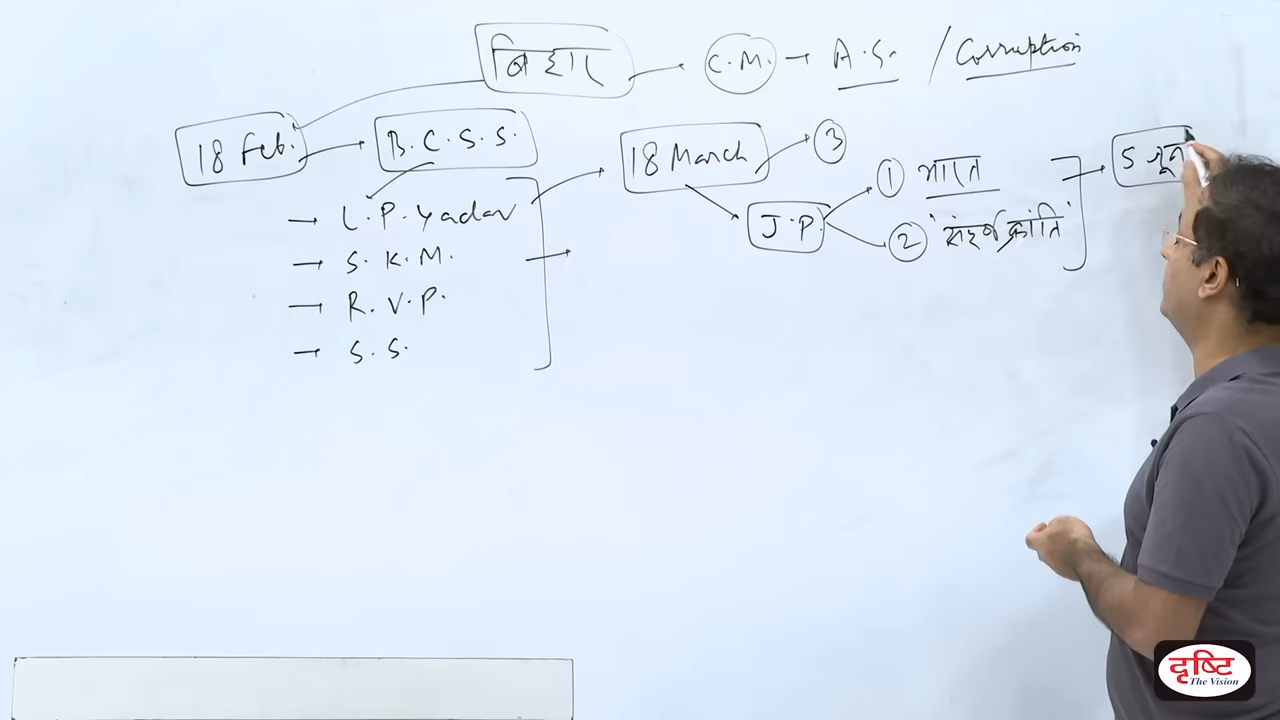 बिहार → C.M. → A.S. / Corruption
18 Feb. → B.C.S.S.
18 March → 3
5 जून
→ L.P. Yadav
J.P.
1 भारत
2 'संपूर्ण क्रांति'
→ S.K.M.
→ R.V.P.
→ S.S.
दृष्टि
The Vision